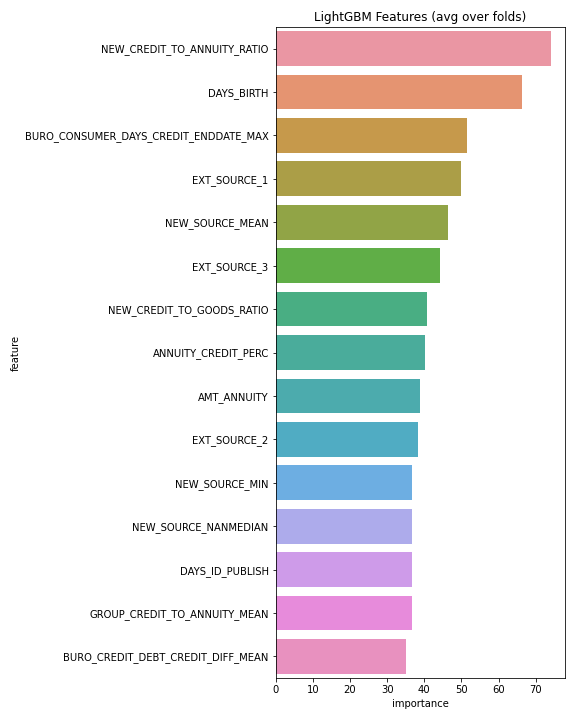 LightGBM Features (avg over folds)
NEW_CREDIT_TO_ANNUITY_RATIO
DAYS_BIRTH
BURO_CONSUMER_DAYS_CREDIT_ENDDATE_MAX
EXT_SOURCE_1
NEW_SOURCE_MEAN
EXT_SOURCE_3
NEW_CREDIT_TO_GOODS_RATIO
feature
ANNUITY_CREDIT_PERC
AMT_ANNUITY
EXT_SOURCE_2
NEW_SOURCE_MIN
NEW_SOURCE_NANMEDIAN
DAYS_ID_PUBLISH
GROUP_CREDIT_TO_ANNUITY_MEAN
BURO_CREDIT_DEBT_CREDIT_DIFF_MEAN
0 10 20 30 40 50 60 70
importance